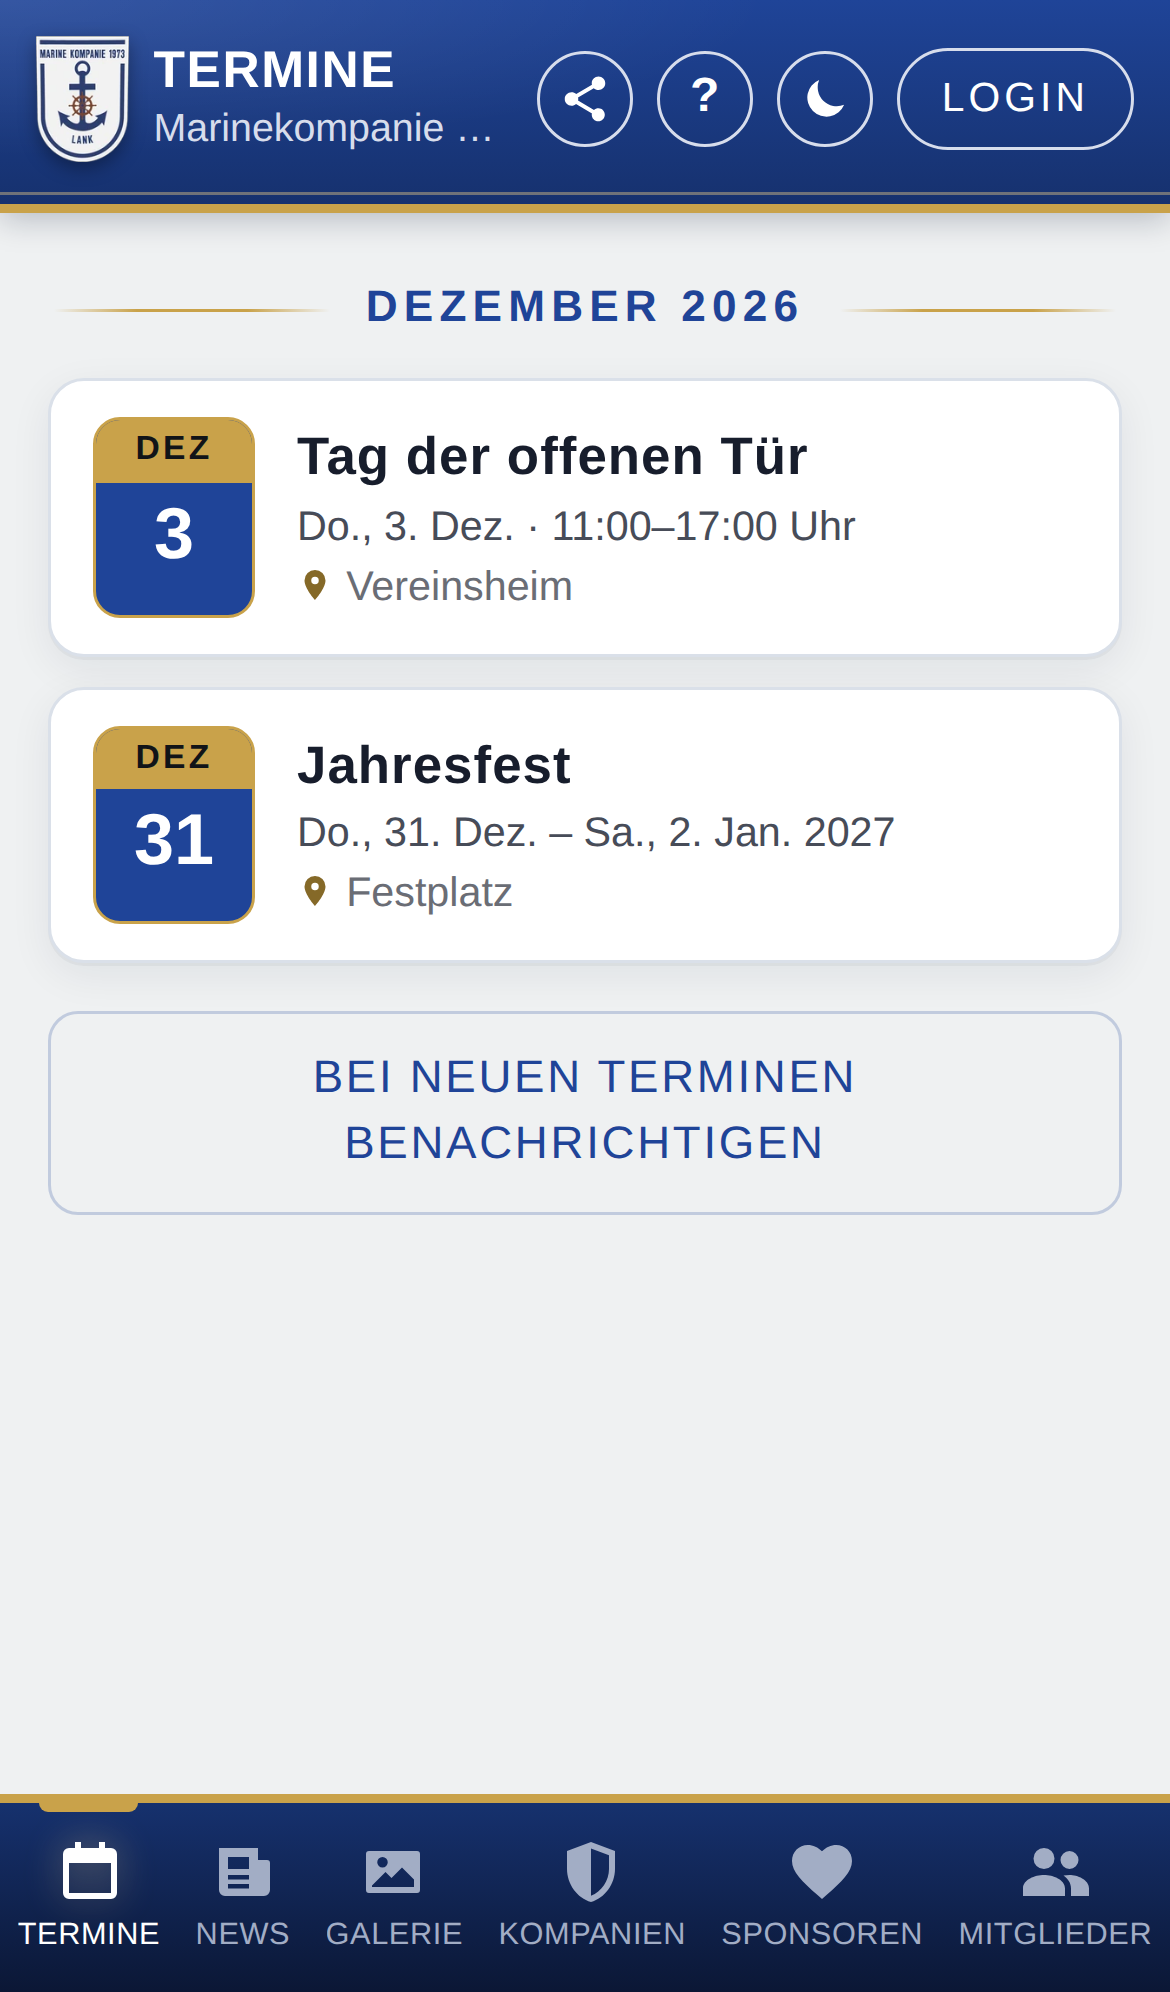 MARINE KOMPANIE 1973
LANK
TERMINE
Marinekompanie …
?
LOGIN
DEZEMBER 2026
DEZ
3
Tag der offenen Tür
Do., 3. Dez. · 11:00–17:00 Uhr
Vereinsheim
DEZ
31
Jahresfest
Do., 31. Dez. – Sa., 2. Jan. 2027
Festplatz
BEI NEUEN TERMINEN
BENACHRICHTIGEN
TERMINE NEWS GALERIE KOMPANIEN SPONSOREN MITGLIEDER